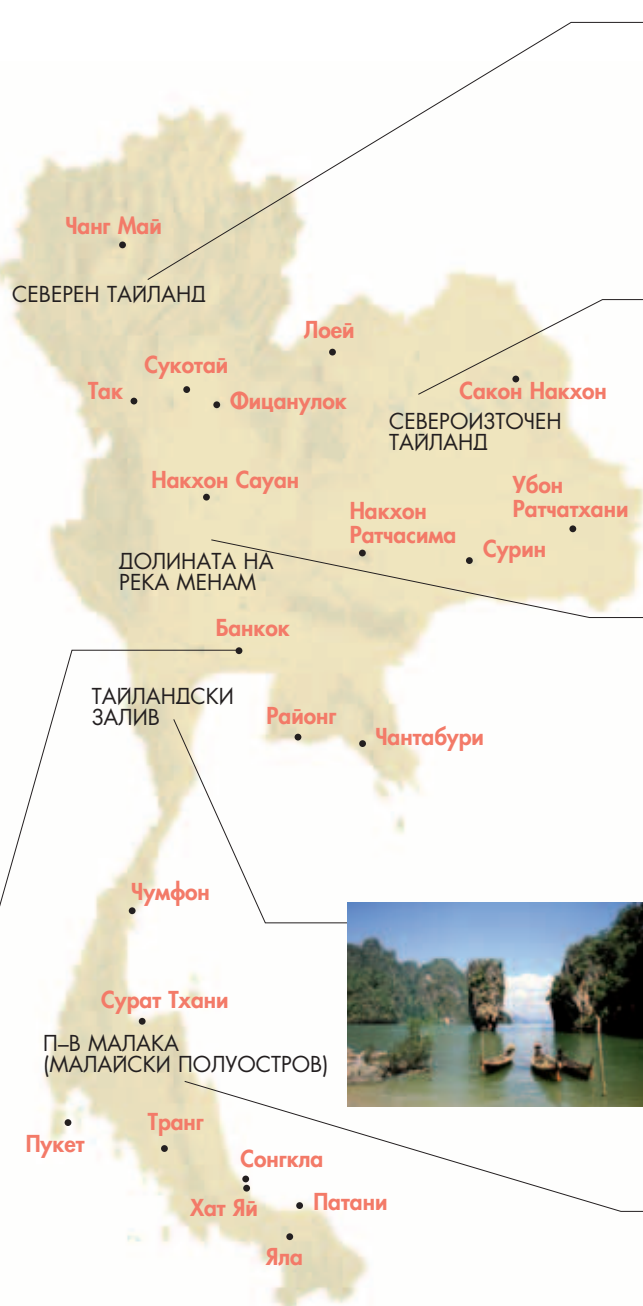 Чанг Май
СЕВЕРЕН ТАЙЛАНД
Лоей
Сукотай
Так
Фицанулок
Сакон Накхон
СЕВЕРОИЗТОЧЕН
ТАЙЛАНД
Накхон Сауан
Убон
Ратчатхани
Накхон
Ратчасима
Сурин
ДОЛИНАТА НА
РЕКА МЕНАМ
Банкок
ТАЙЛАНДСКИ
ЗАЛИВ
Районг
Чантабури
Чумфон
Сурат Тхани
П–В МАЛАКА
(МАЛАЙСКИ ПОЛУОСТРОВ)
Пукет
Транг
Сонгкла
Хат Яй
Патани
Яла